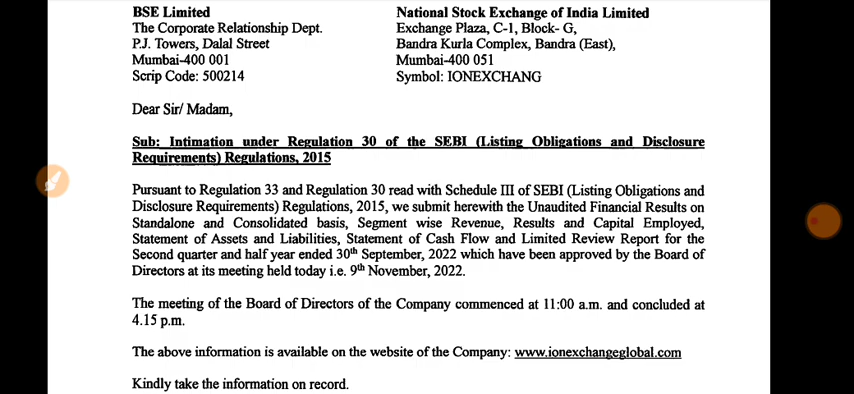 BSE Limited
The Corporate Relationship Dept.
P.J. Towers, Dalal Street
Mumbai-400 001
Scrip Code: 500214
National Stock Exchange of India Limited
Exchange Plaza, C-1, Block- G,
Bandra Kurla Complex, Bandra (East),
Mumbai-400 051
Symbol: IONEXCHANG
Dear Sir/ Madam,
Sub: Intimation under Regulation 30 of the SEBI (Listing Obligations and Disclosure
Requirements) Regulations, 2015
Pursuant to Regulation 33 and Regulation 30 read with Schedule III of SEBI (Listing Obligations and
Disclosure Requirements) Regulations, 2015, we submit herewith the Unaudited Financial Results on
Standalone and Consolidated basis, Segment wise Revenue, Results and Capital Employed,
Statement of Assets and Liabilities, Statement of Cash Flow and Limited Review Report for the
Second quarter and half year ended 30th September, 2022 which have been approved by the Board of
Directors at its meeting held today i.e. 9th November, 2022.
The meeting of the Board of Directors of the Company commenced at 11:00 a.m. and concluded at
4.15 p.m.
The above information is available on the website of the Company: www.ionexchangeglobal.com
Kindly take the information on record.